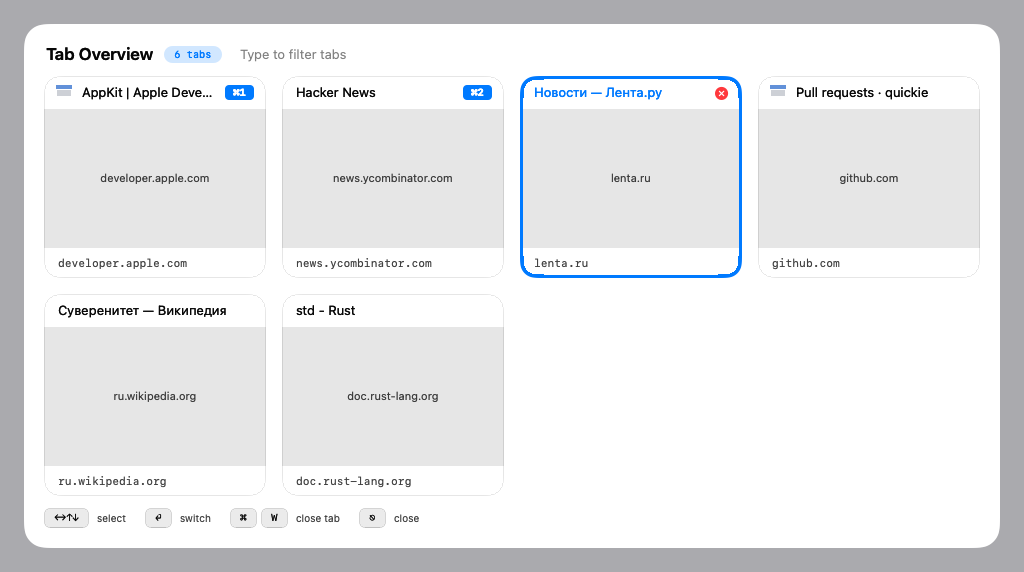 Tab Overview 6 tabs Type to filter tabs
AppKit | Apple Deve... ⌘1
developer.apple.com
developer.apple.com
Hacker News ⌘2
news.ycombinator.com
news.ycombinator.com
Новости — Лента.ру
lenta.ru
lenta.ru
Pull requests · quickie
github.com
github.com
Суверенитет — Википедия
ru.wikipedia.org
ru.wikipedia.org
std - Rust
doc.rust-lang.org
doc.rust-lang.org
↔↑↓ select ↩ switch ⌘ W close tab ⎋ close